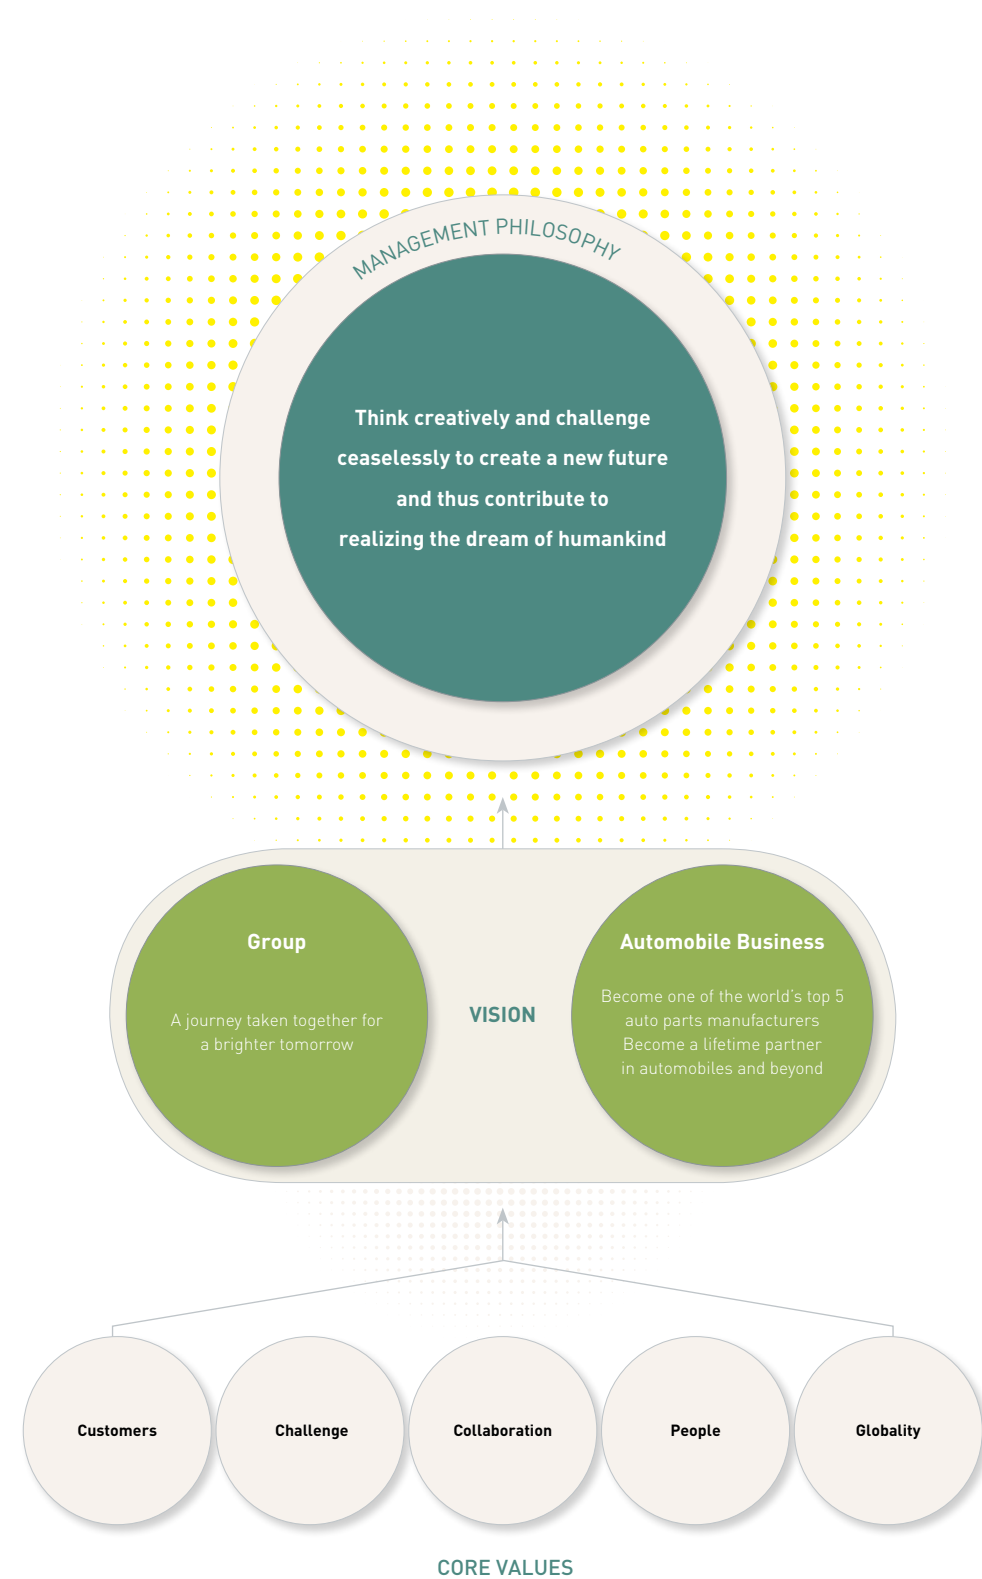 MANAGEMENT PHILOSOPHY
Think creatively and challenge
ceaselessly to create a new future
and thus contribute to
realizing the dream of humankind
Group
A journey taken together for
a brighter tomorrow
VISION
Automobile Business
Become one of the world's top 5
auto parts manufacturers
Become a lifetime partner
in automobiles and beyond
Customers
Challenge
Collaboration
People
Globality
CORE VALUES